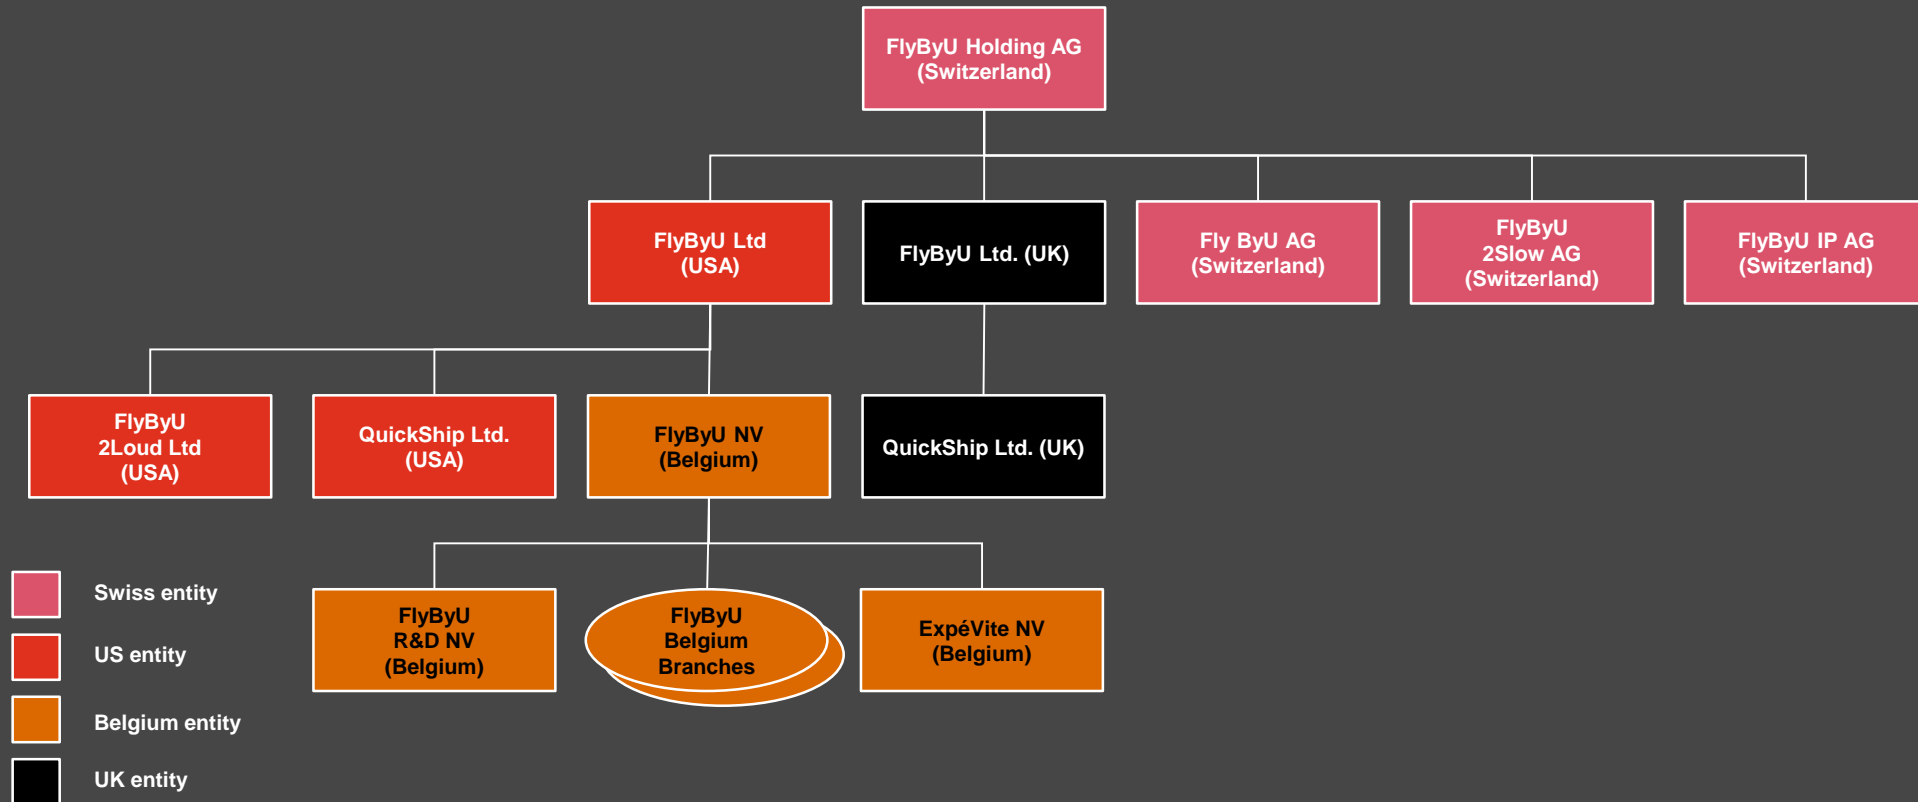 FlyByU Holding AG
(Switzerland)
FlyByU Ltd
(USA)
FlyByU Ltd. (UK)
Fly ByU AG
(Switzerland)
FlyByU
2Slow AG
(Switzerland)
FlyByU IP AG
(Switzerland)
FlyByU
2Loud Ltd
(USA)
QuickShip Ltd.
(USA)
FlyByU NV
(Belgium)
QuickShip Ltd. (UK)
FlyByU
R&D NV
(Belgium)
FlyByU
Belgium
Branches
ExpéVite NV
(Belgium)
Swiss entity
US entity
Belgium entity
UK entity